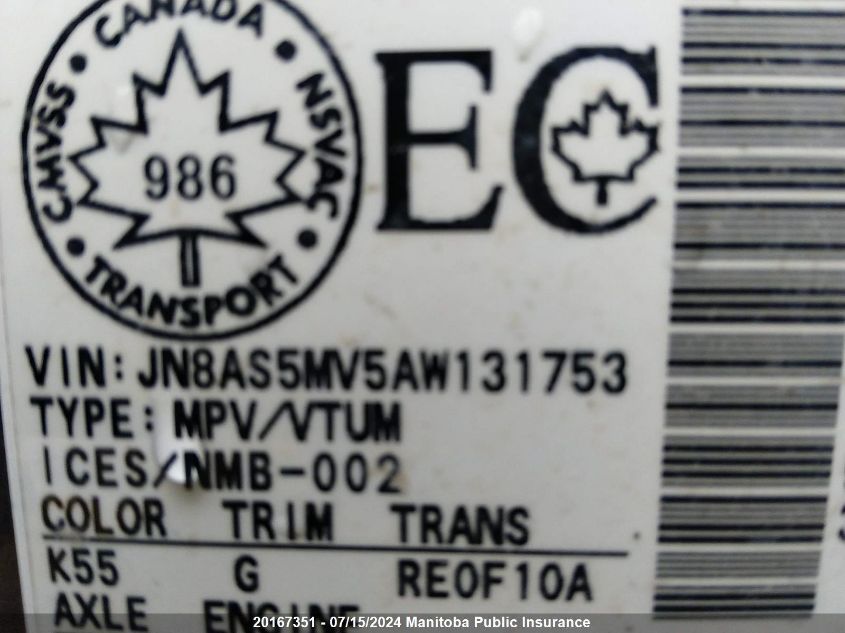 CANADA
CMVSS
NSVAC
986
TRANSPORT
EC
VIN: JN8AS5MV5AW131753
TYPE: MPV/VTUM
ICES/NMB-002
COLOR TRIM TRANS
K55 G RE0F10A
AXLE ENGINE
20167351 - 07/15/2024 Manitoba Public Insurance